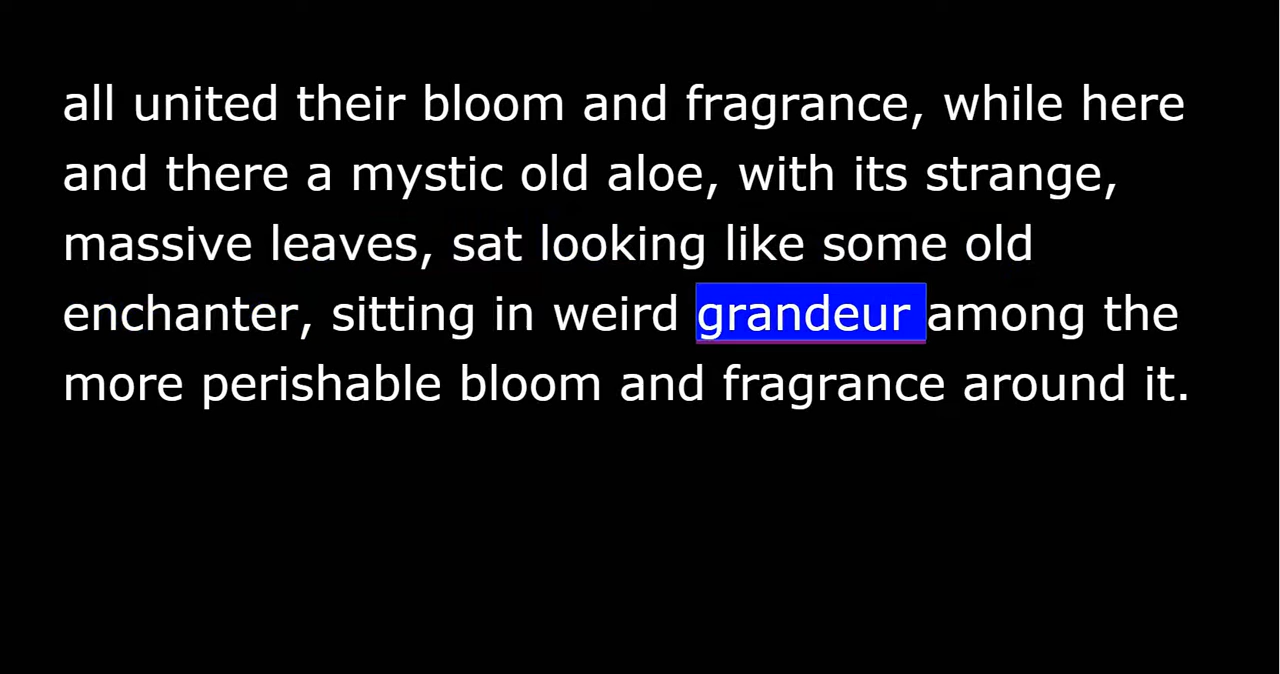 all united their bloom and fragrance, while here
and there a mystic old aloe, with its strange,
massive leaves, sat looking like some old
enchanter, sitting in weird grandeur among the
more perishable bloom and fragrance around it.